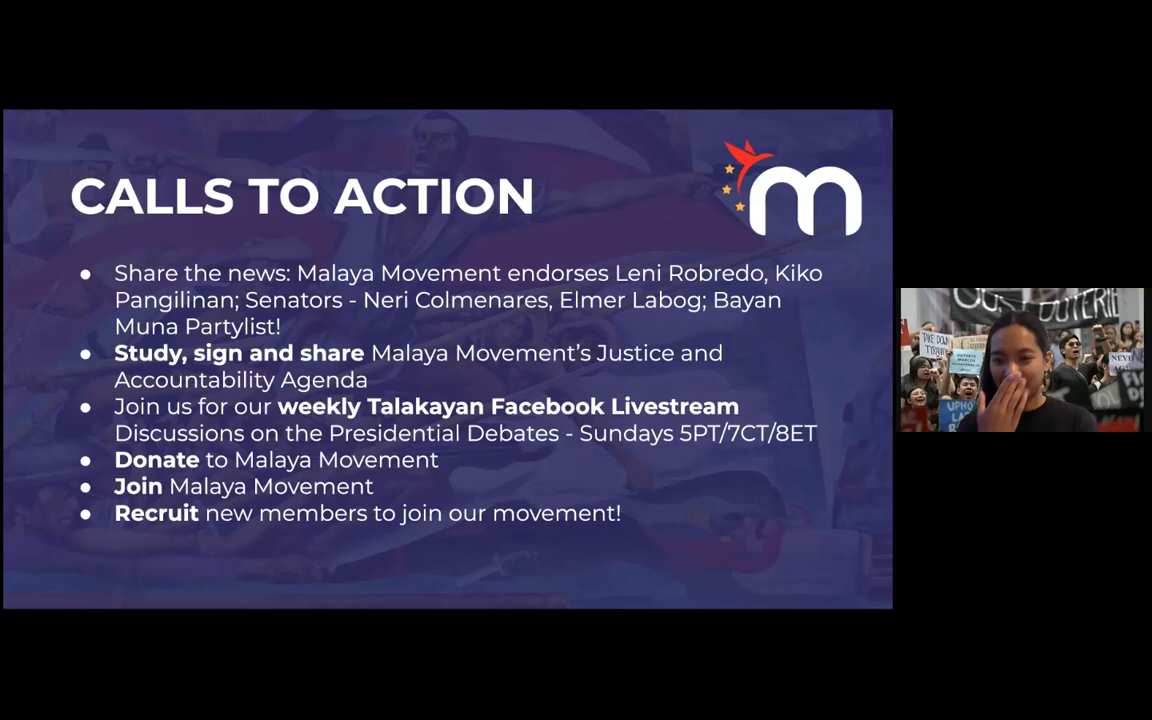 CALLS TO ACTION
m
● Share the news: Malaya Movement endorses Leni Robredo, Kiko
Pangilinan; Senators - Neri Colmenares, Elmer Labog; Bayan
Muna Partylist!
● Study, sign and share Malaya Movement's Justice and
Accountability Agenda
● Join us for our weekly Talakayan Facebook Livestream
Discussions on the Presidential Debates - Sundays 5PT/7CT/8ET
● Donate to Malaya Movement
● Join Malaya Movement
● Recruit new members to join our movement!
TAKE DOWN